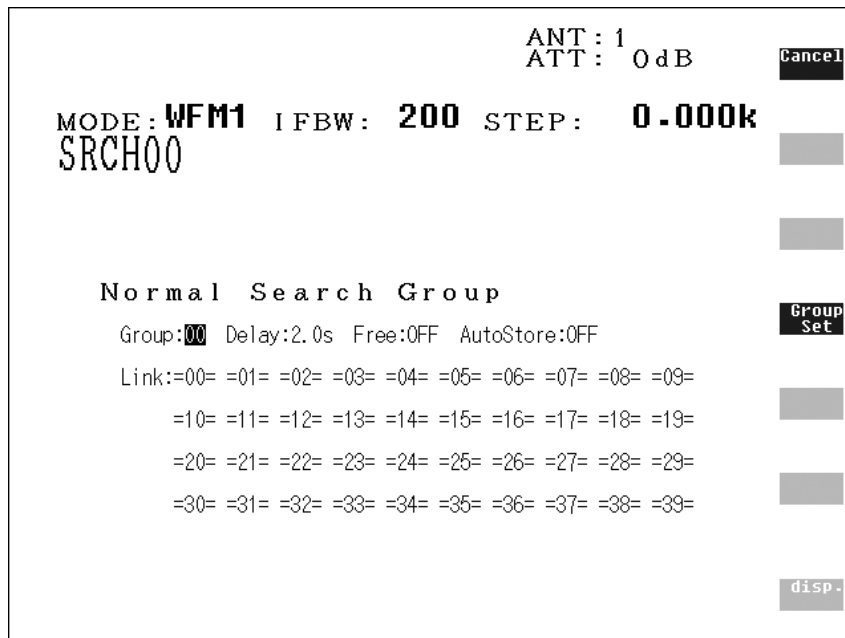 ANT:1
ATT: 0dB
Cancel
MODE:WFM1 IFBW: 200 STEP: 0.000k
SRCH00
Normal Search Group
Group:00 Delay:2.0s Free:OFF AutoStore:OFF
Group
Set
Link:=00= =01= =02= =03= =04= =05= =06= =07= =08= =09=
=10= =11= =12= =13= =14= =15= =16= =17= =18= =19=
=20= =21= =22= =23= =24= =25= =26= =27= =28= =29=
=30= =31= =32= =33= =34= =35= =36= =37= =38= =39=
disp.